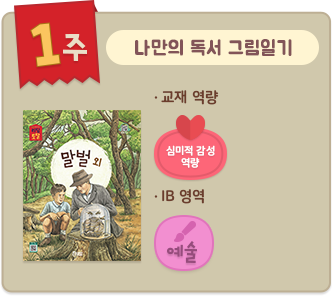 1주
나만의 독서 그림일기
· 교재 역량
심미적 감성
역량
말벌 외
· IB 영역
예술